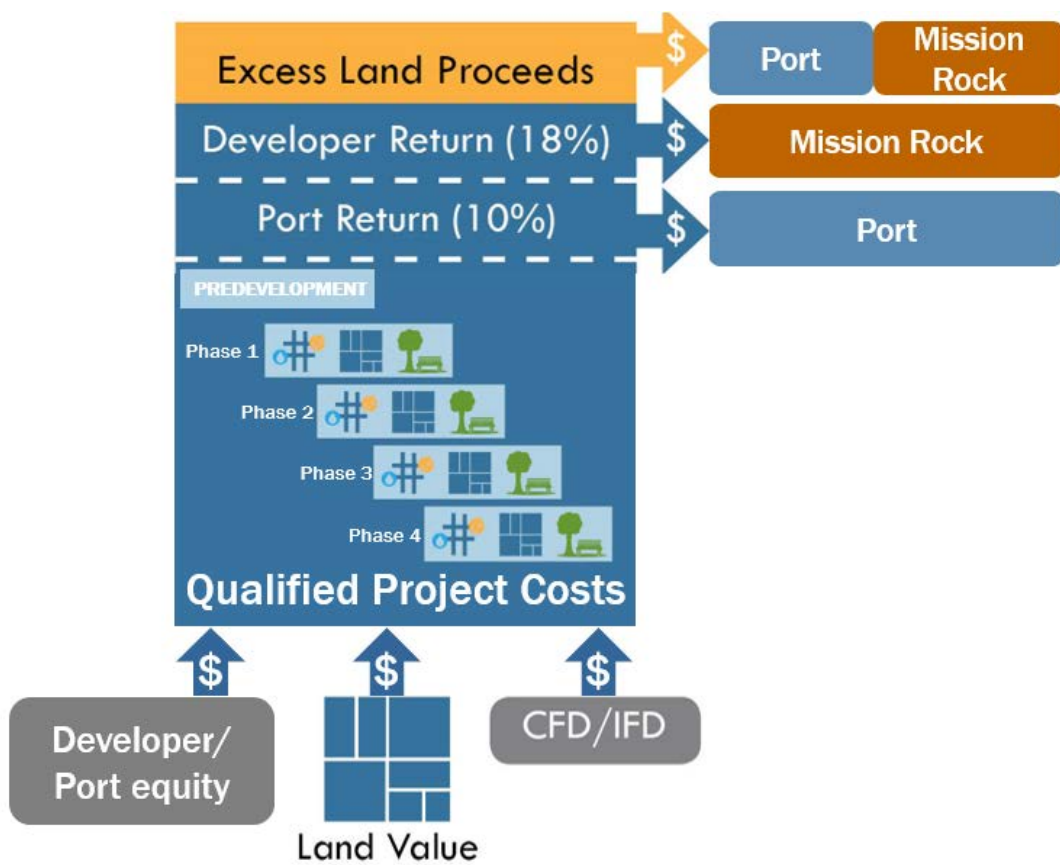 Excess Land Proceeds
$
Port
Mission
Rock
Developer Return (18%)
$
Mission Rock
Port Return (10%)
$
Port
PREDEVELOPMENT
Phase 1
Phase 2
Phase 3
Phase 4
Qualified Project Costs
$
$
$
Developer/
Port equity
CFD/IFD
Land Value